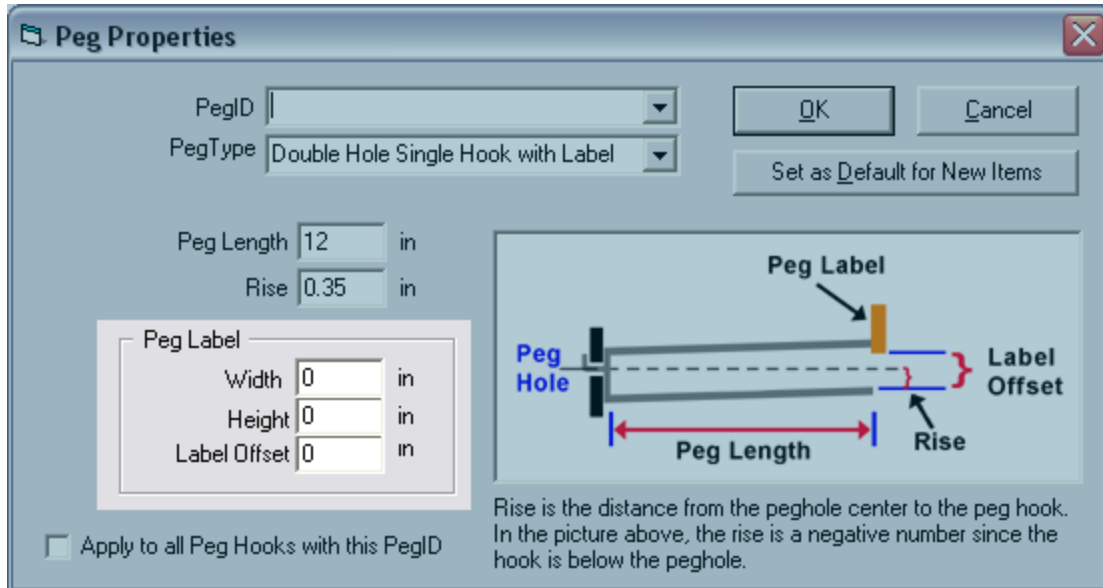 Peg Properties
PegID
OK
Cancel
PegType Double Hole Single Hook with Label
Set as Default for New Items
Peg Length 12 in
Rise 0.35 in
Peg Label
Width 0 in
Height 0 in
Label Offset 0 in
Apply to all Peg Hooks with this PegID
Peg Label
Peg
Hole
Label
Offset
Peg Length
Rise
Rise is the distance from the peghole center to the peg hook.
In the picture above, the rise is a negative number since the
hook is below the peghole.